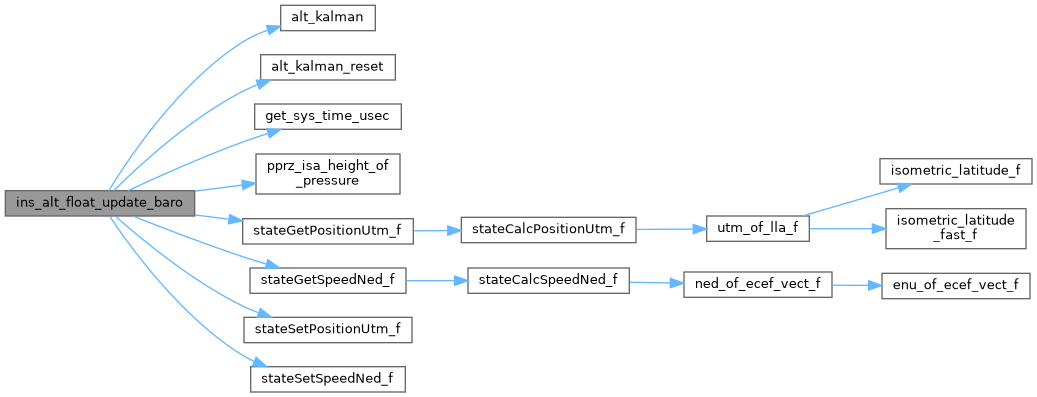 alt_kalman
alt_kalman_reset
get_sys_time_usec
pprz_isa_height_of
_pressure
ins_alt_float_update_baro
stateGetPositionUtm_f
stateCalcPositionUtm_f
utm_of_lla_f
isometric_latitude_f
isometric_latitude
_fast_f
stateGetSpeedNed_f
stateCalcSpeedNed_f
ned_of_ecef_vect_f
enu_of_ecef_vect_f
stateSetPositionUtm_f
stateSetSpeedNed_f